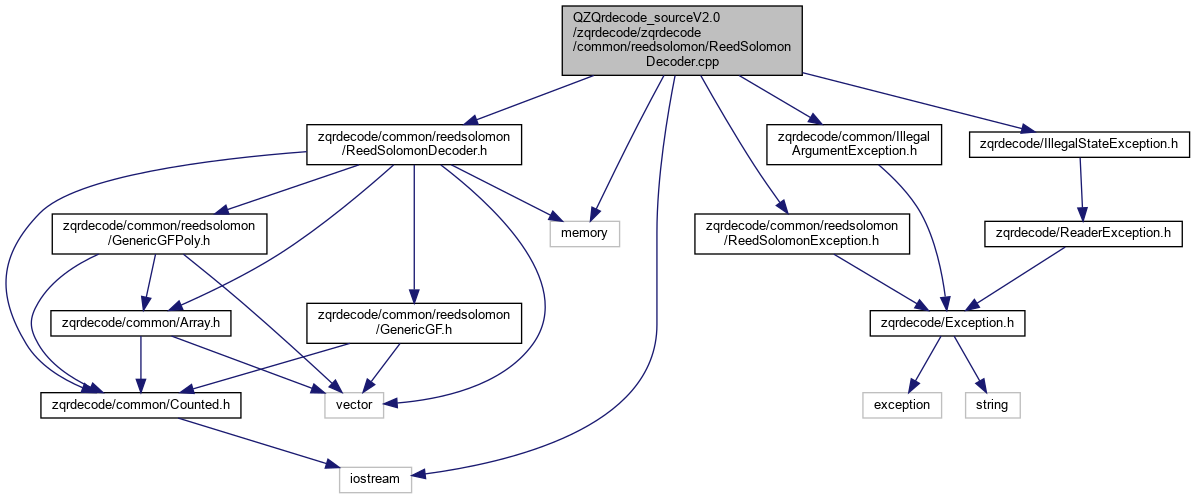 QZQrdecode_sourceV2.0
/zqrdecode/zqrdecode
/common/reedsolomon/ReedSolomon
Decoder.cpp
zqrdecode/common/reedsolomon
/ReedSolomonDecoder.h
zqrdecode/common/Illegal
ArgumentException.h
zqrdecode/IllegalStateException.h
zqrdecode/common/reedsolomon
/GenericGFPoly.h
memory
zqrdecode/common/reedsolomon
/ReedSolomonException.h
zqrdecode/ReaderException.h
zqrdecode/common/Array.h
zqrdecode/common/reedsolomon
/GenericGF.h
zqrdecode/Exception.h
zqrdecode/common/Counted.h
vector
exception
string
iostream